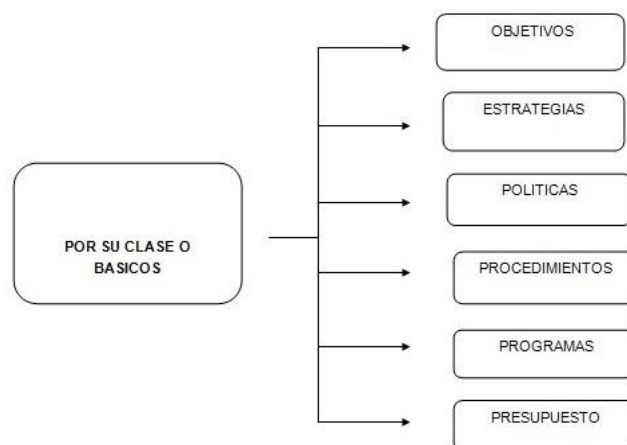 POR SU CLASE O
BASICOS
OBJETIVOS
ESTRATEGIAS
POLITICAS
PROCEDIMIENTOS
PROGRAMAS
PRESUPUESTO